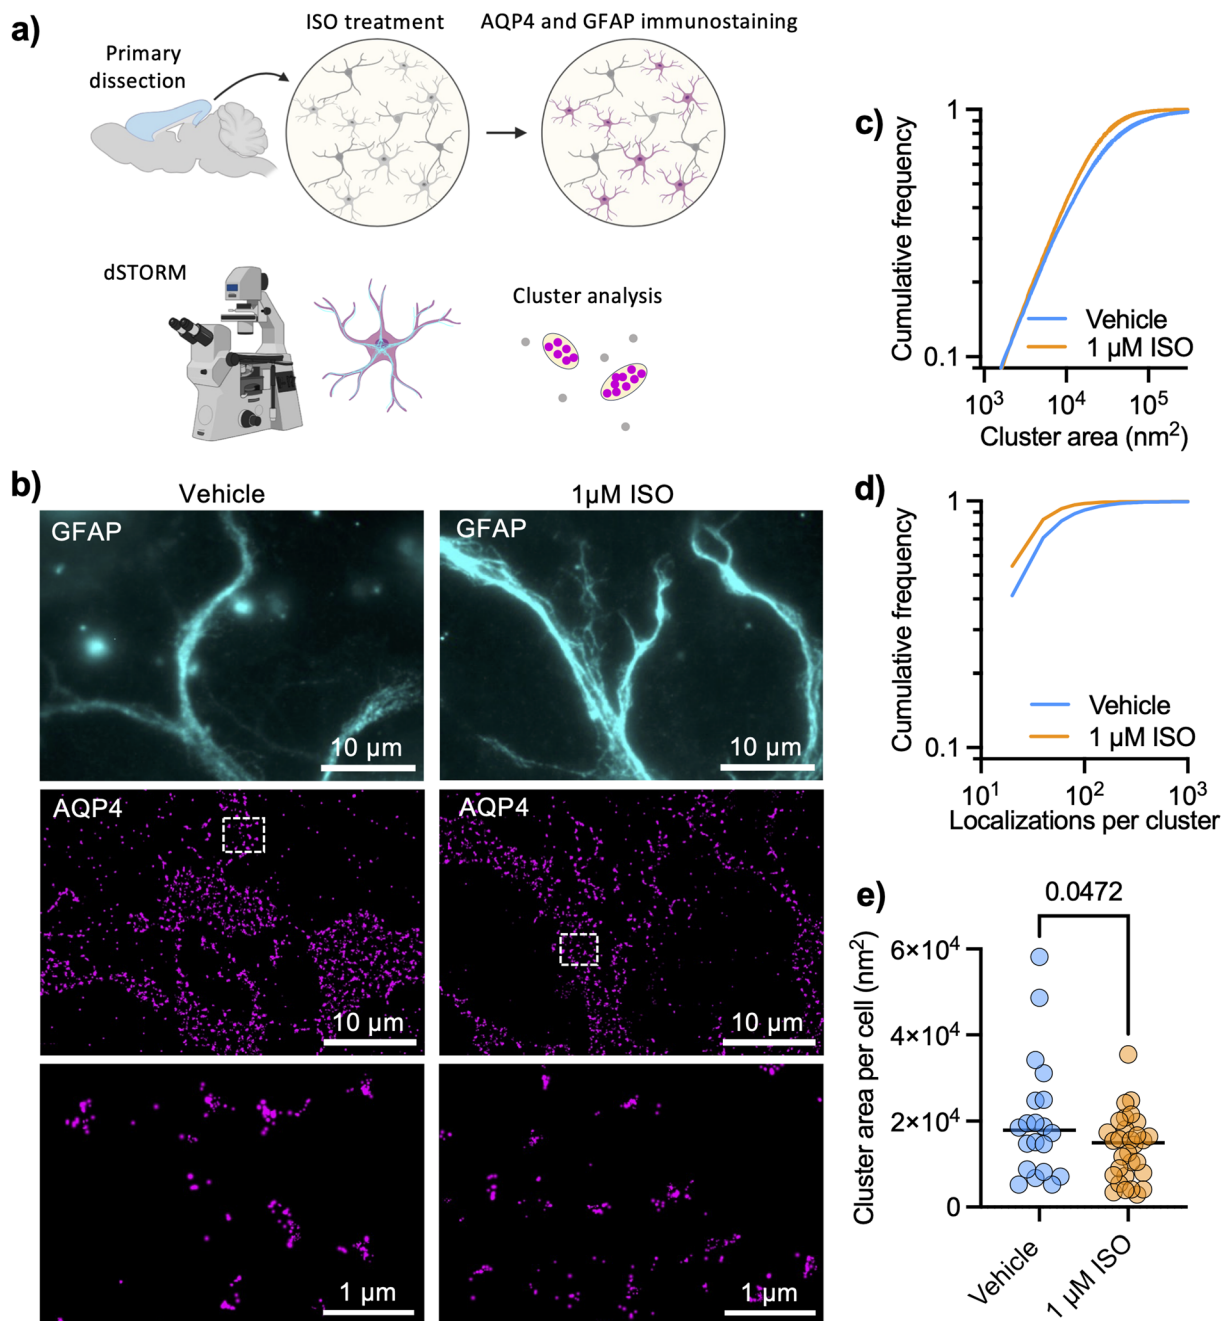 a)
Primary
dissection
ISO treatment
AQP4 and GFAP immunostaining
dSTORM
Cluster analysis
b)
Vehicle
1µM ISO
GFAP
10 µm
GFAP
10 µm
AQP4
10 µm
AQP4
10 µm
1 µm
1 µm
c)
Cumulative frequency
1
0.1
Vehicle
1 µM ISO
10³
10⁴
10⁵
Cluster area (nm²)
d)
Cumulative frequency
1
0.1
Vehicle
1 µM ISO
10¹
10²
10³
Localizations per cluster
e)
0.0472
Cluster area per cell (nm²)
6×10⁴
4×10⁴
2×10⁴
0
Vehicle
1 µM ISO